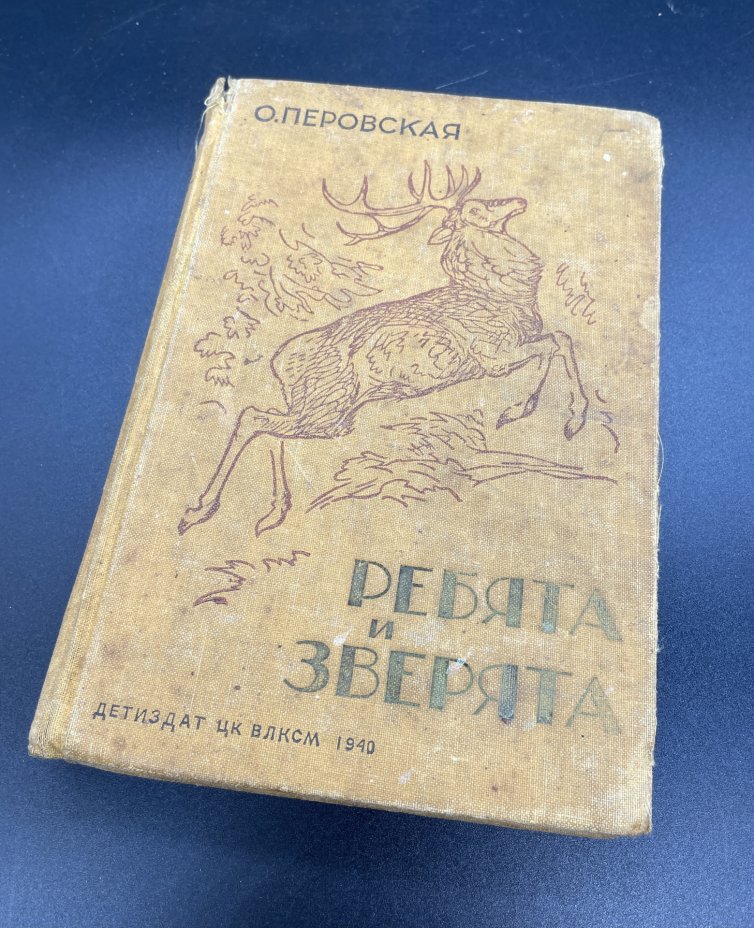 О.ПЕРОВСКАЯ
РЕБЯТА
и
ЗВЕРЯТА
ДЕТИЗДАТ ЦК ВЛКСМ 1940